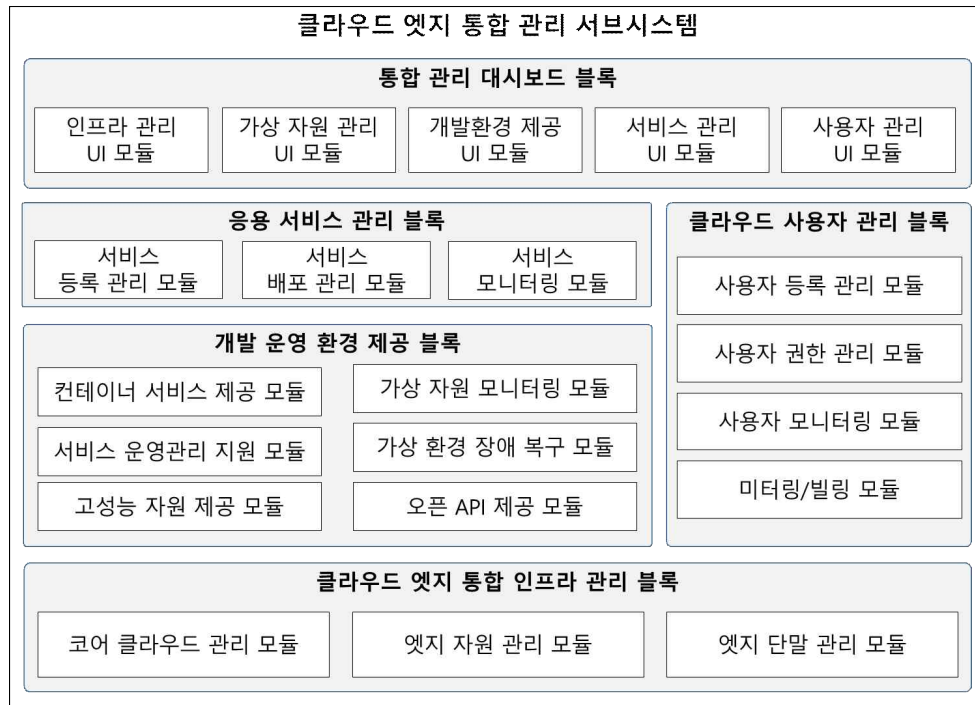 클라우드 엣지 통합 관리 서브시스템
통합 관리 대시보드 블록
인프라 관리
UI 모듈
가상 자원 관리
UI 모듈
개발환경 제공
UI 모듈
서비스 관리
UI 모듈
사용자 관리
UI 모듈
응용 서비스 관리 블록
서비스
등록 관리 모듈
서비스
배포 관리 모듈
서비스
모니터링 모듈
클라우드 사용자 관리 블록
사용자 등록 관리 모듈
사용자 권한 관리 모듈
사용자 모니터링 모듈
미터링/빌링 모듈
개발 운영 환경 제공 블록
컨테이너 서비스 제공 모듈
가상 자원 모니터링 모듈
서비스 운영관리 지원 모듈
가상 환경 장애 복구 모듈
고성능 자원 제공 모듈
오픈 API 제공 모듈
클라우드 엣지 통합 인프라 관리 블록
코어 클라우드 관리 모듈
엣지 자원 관리 모듈
엣지 단말 관리 모듈